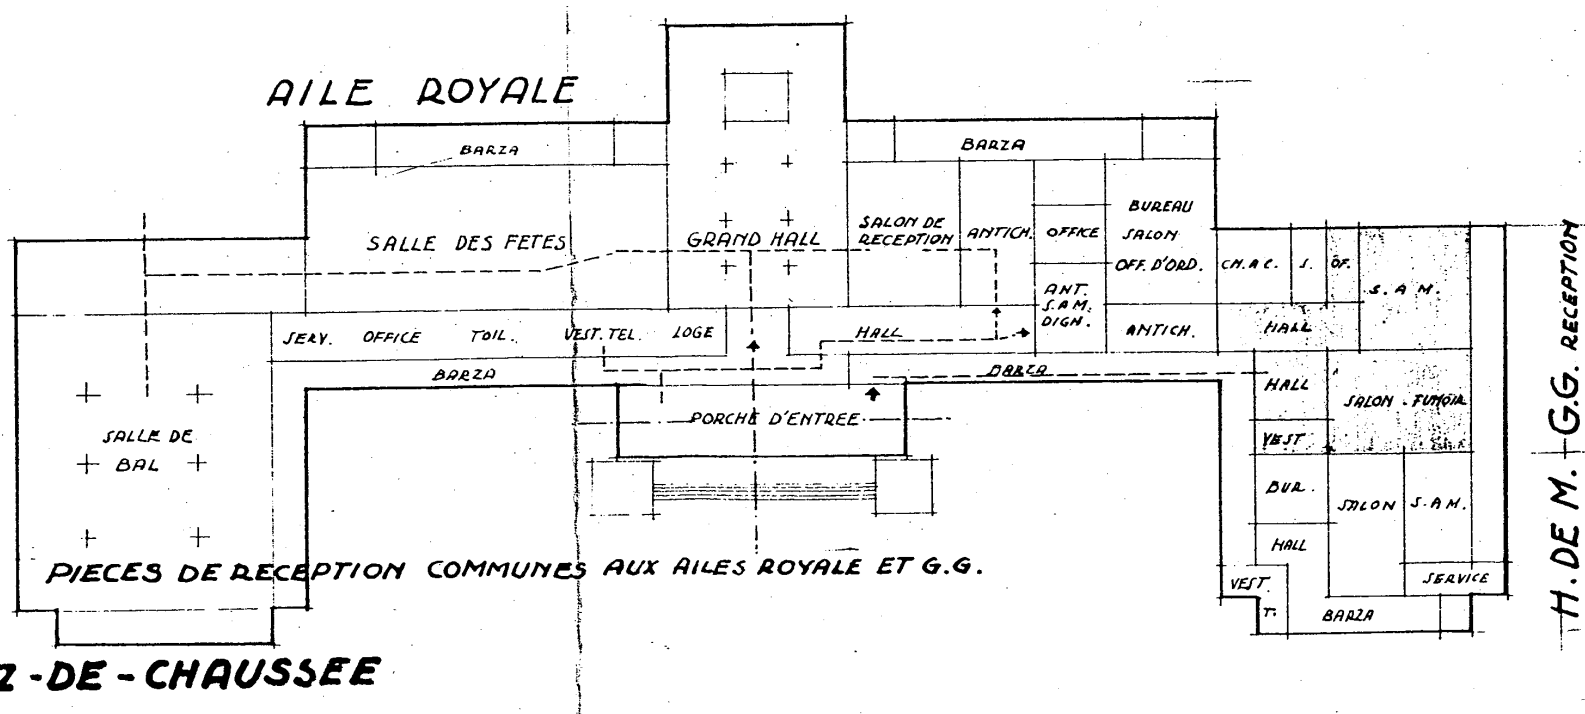 AILE ROYALE
BARZA
BARZA
SALLE DES FETES
GRAND HALL
SALON DE
RECEPTION
ANTICH.
OFFICE
BUREAU
SALON
OFF. D'ORD.
CH. A C.
S.
OF.
S. A M.
ANT.
S.A.M.
DIGN.
ANTICH.
HALL
SERV.
OFFICE
TOIL.
VEST. TEL.
LOGE
HALL
BARZA
BARZA
HALL
SALON - FUMOIR
PORCHE D'ENTREE
VEST
SALLE DE
BAL
BUR.
SALON
S.A.M.
HALL
PIECES DE RECEPTION COMMUNES AUX AILES ROYALE ET G.G.
VEST.
SERVICE
T.
BARZA
Z-DE-CHAUSSEE
H. DE M. - G.G. RECEPTION